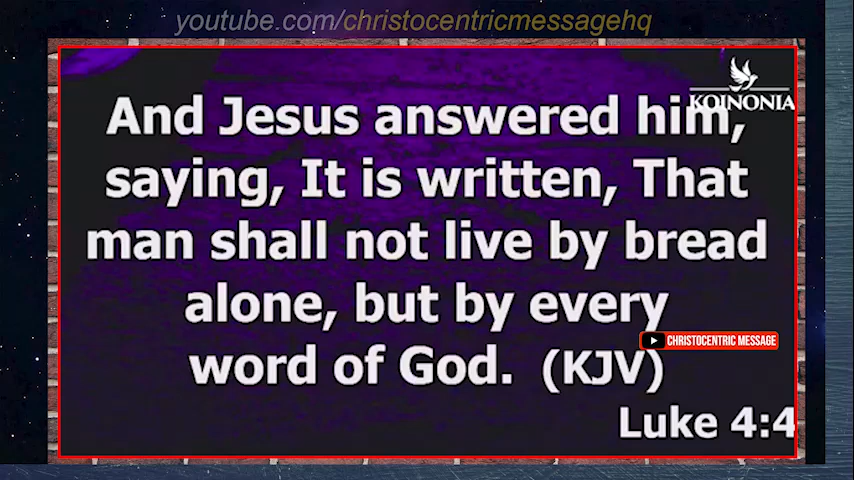 youtube.com/christocentricmessagehq
KOINONIA
And Jesus answered him,
saying, It is written, That
man shall not live by bread
alone, but by every
word of God. (KJV)
CHRISTOCENTRIC MESSAGE
Luke 4:4